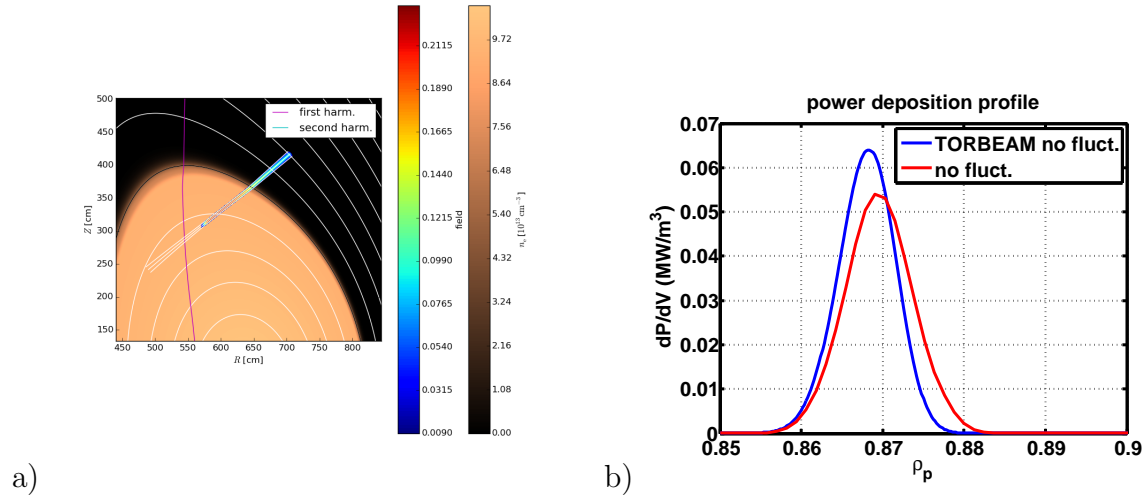 500
450
400
350
300
250
200
150
Z [cm]
450 500 550 600 650 700 750 800
R [cm]
first harm.
second harm.
0.2115
0.1890
0.1665
0.1440
0.1215
0.0990
0.0765
0.0540
0.0315
0.0090
field
9.72
8.64
7.56
6.48
5.40
4.32
3.24
2.16
1.08
0.00
nₑ [10¹³ cm⁻³]
a)
power deposition profile
0.07
0.06
0.05
0.04
0.03
0.02
0.01
0
dP/dV (MW/m³)
TORBEAM no fluct.
no fluct.
0.85 0.86 0.87 0.88 0.89 0.9
ρₚ
b)